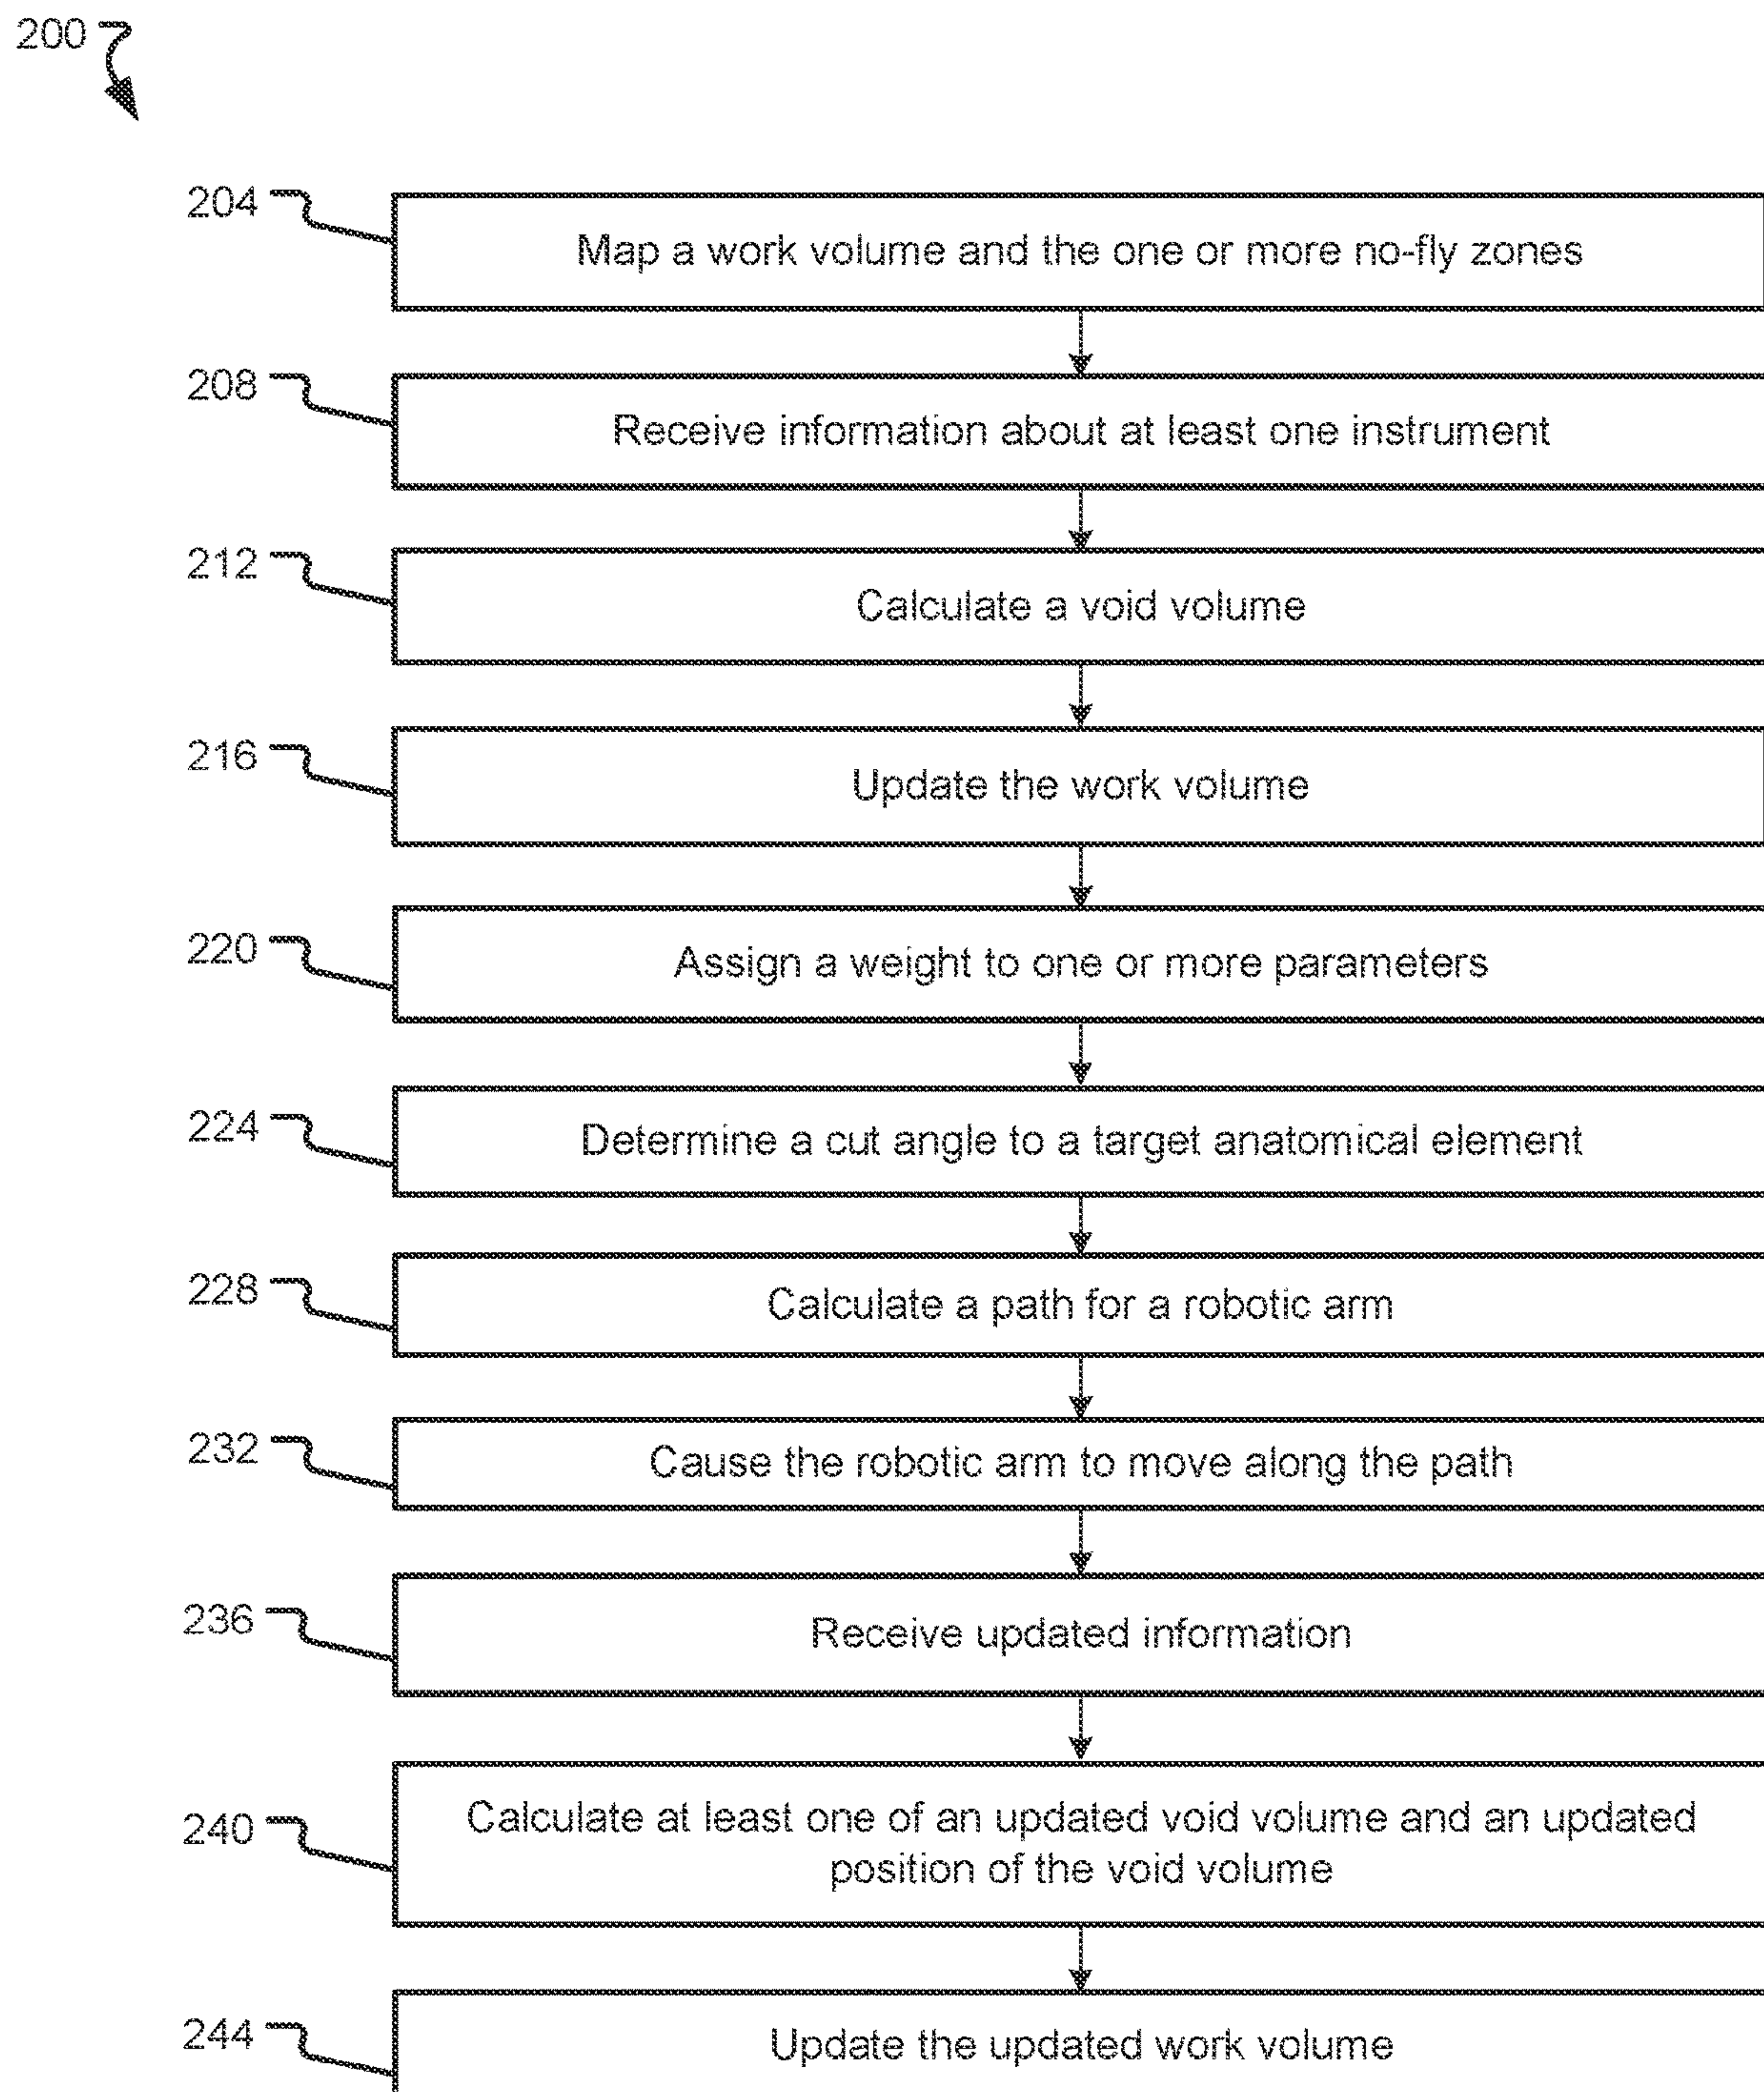 200
204
Map a work volume and the one or more no-fly zones
208
Receive information about at least one instrument
212
Calculate a void volume
216
Update the work volume
220
Assign a weight to one or more parameters
224
Determine a cut angle to a target anatomical element
228
Calculate a path for a robotic arm
232
Cause the robotic arm to move along the path
236
Receive updated information
240
Calculate at least one of an updated void volume and an updated
position of the void volume
244
Update the updated work volume